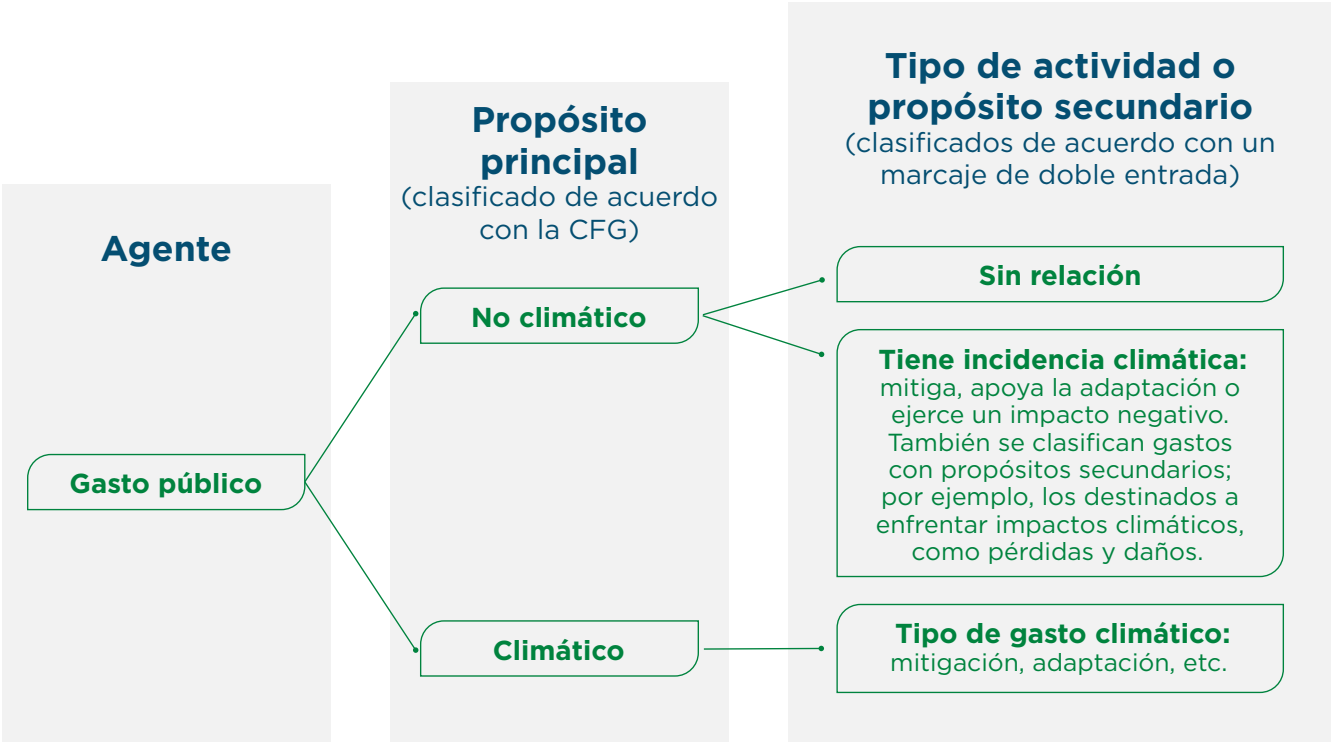 Agente
Gasto público
Propósito
principal
(clasificado de acuerdo
con la CFG)
No climático
Climático
Tipo de actividad o
propósito secundario
(clasificados de acuerdo con un
marcaje de doble entrada)
Sin relación
Tiene incidencia climática:
mitiga, apoya la adaptación o
ejerce un impacto negativo.
También se clasifican gastos
con propósitos secundarios;
por ejemplo, los destinados a
enfrentar impactos climáticos,
como pérdidas y daños.
Tipo de gasto climático:
mitigación, adaptación, etc.